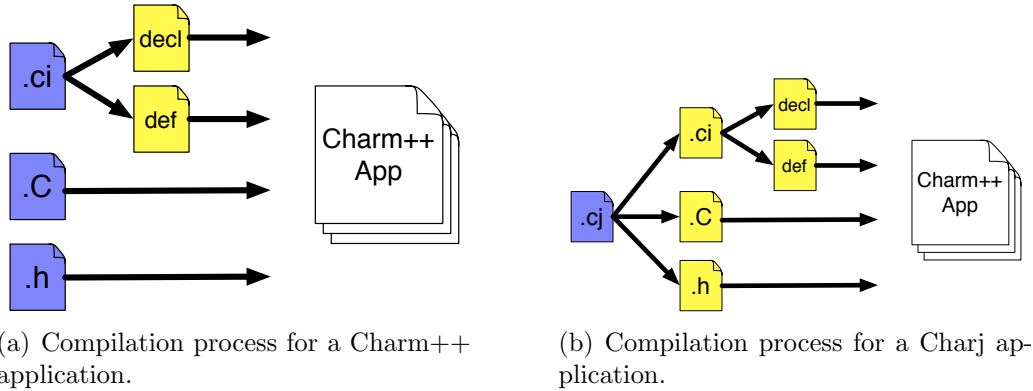 decl
.ci
def
.C
.h
Charm++
App
(a) Compilation process for a Charm++
application.
decl
.ci
def
.cj
.C
.h
Charm++
App
(b) Compilation process for a Charj ap-
plication.